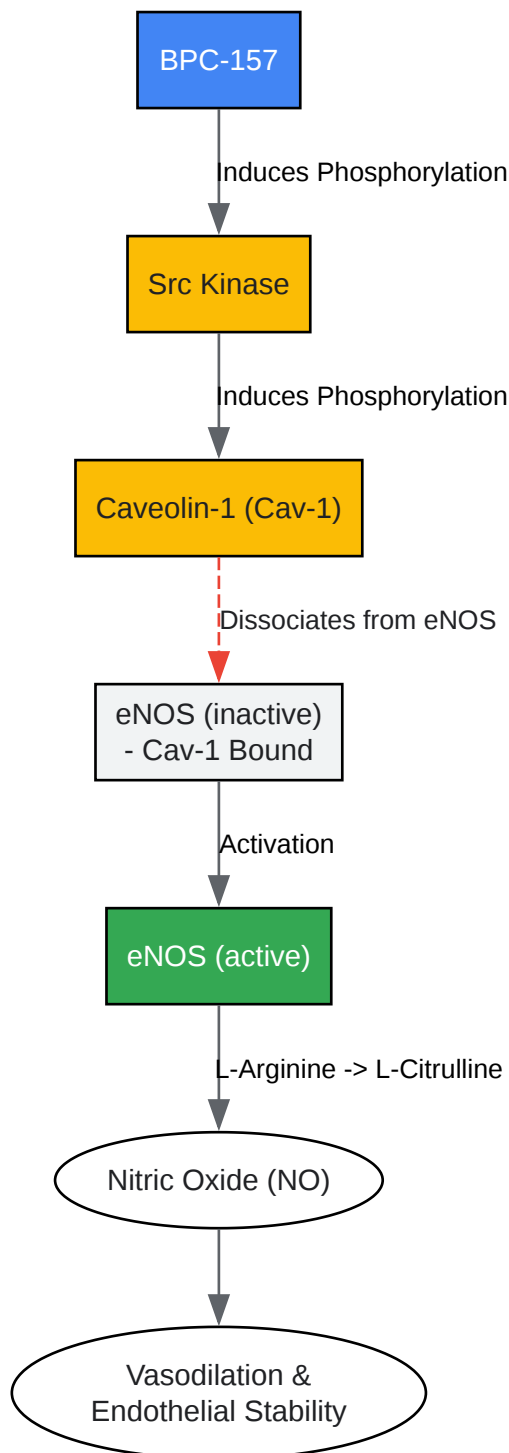 BPC-157
Induces Phosphorylation
Src Kinase
Induces Phosphorylation
Caveolin-1 (Cav-1)
Dissociates from eNOS
eNOS (inactive)
- Cav-1 Bound
Activation
eNOS (active)
L-Arginine -> L-Citrulline
Nitric Oxide (NO)
Vasodilation &
Endothelial Stability